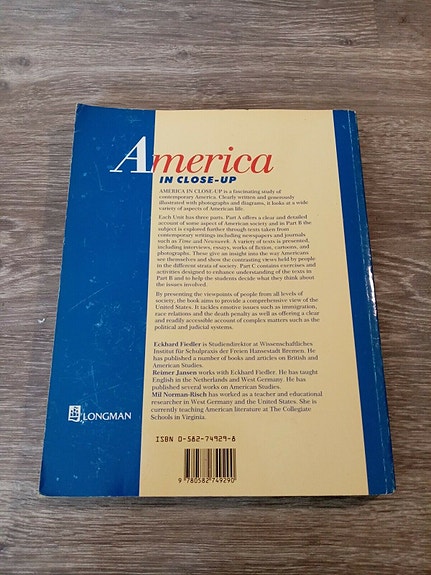 America
IN CLOSE-UP
AMERICA IN CLOSE-UP is a fascinating study of
contemporary America. Clearly written and generously
illustrated with photographs and diagrams, it looks at a wide
variety of aspects of American life.
Each Unit has three parts. Part A offers a clear and detailed
account of some aspect of American society and in Part B the
subject is explored further through texts taken from
contemporary writings including newspapers and journals
such as Time and Newsweek. A variety of texts is presented,
including interviews, essays, works of fiction, cartoons, and
photographs. These give an insight into the way Americans
see themselves and show the contrasting views held by people
in the different strata of society. Part C contains exercises and
activities designed to enhance understanding of the texts in
Part B and to help the students decide what they think about
the issues involved.
By presenting the viewpoints of people from all levels of
society, the book aims to provide a comprehensive view of the
United States. It tackles emotive issues such as immigration,
race relations and the death penalty as well as offering a clear
and readily accessible account of complex matters such as the
political and judicial systems.
Eckhard Fiedler is Studiendirektor at Wissenschaftliches
Institut für Schulpraxis der Freien Hansestadt Bremen. He
has published a number of books and articles on British and
American Studies.
Reimer Jansen works with Eckhard Fiedler. He has taught
English in the Netherlands and West Germany. He has
published several works on American Studies.
Mil Norman-Risch has worked as a teacher and educational
researcher in West Germany and the United States. She is
currently teaching American literature at The Collegiate
Schools in Virginia.
LONGMAN
ISBN 0-582-74929-8
9 780582 749290